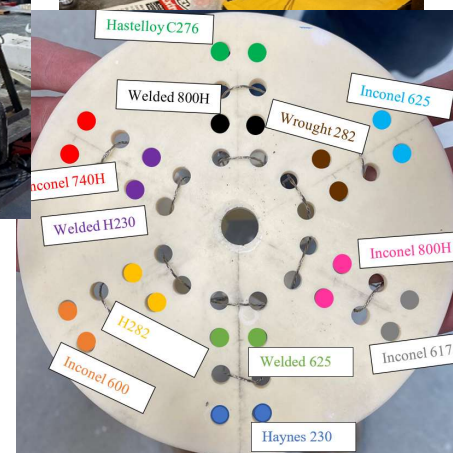 Hastelloy C276
Inconel 625
Welded 800H
Wrought 282
Inconel 740H
Welded H230
Inconel 800H
H282
Inconel 617
Inconel 600
Welded 625
Haynes 230